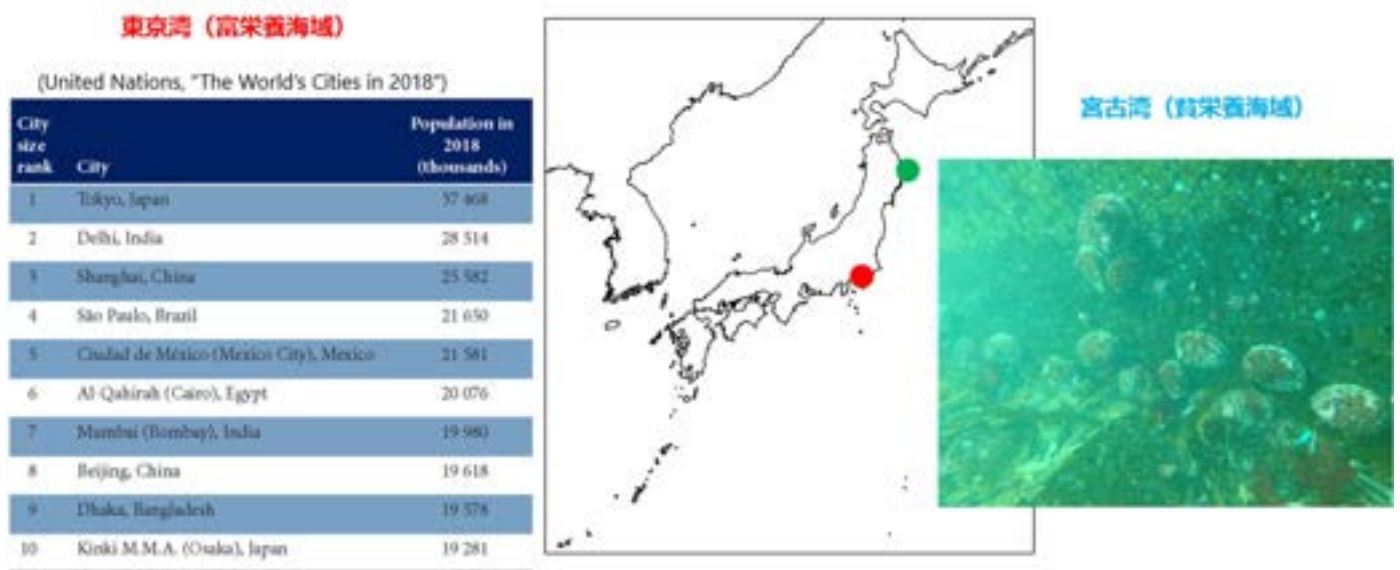 東京湾(富栄養海域)
(United Nations, "The World's Cities in 2018")
City size rank City Population in 2018 (thousands)
1 Tokyo, Japan 37 468
2 Delhi, India 28 514
3 Shanghai, China 25 582
4 São Paulo, Brazil 21 650
5 Ciudad de México (Mexico City), Mexico 21 581
6 Al-Qahirah (Cairo), Egypt 20 076
7 Mumbai (Bombay), India 19 980
8 Beijing, China 19 618
9 Dhaka, Bangladesh 19 578
10 Kinki M.M.A. (Osaka), Japan 19 281
宮古湾(貧栄養海域)